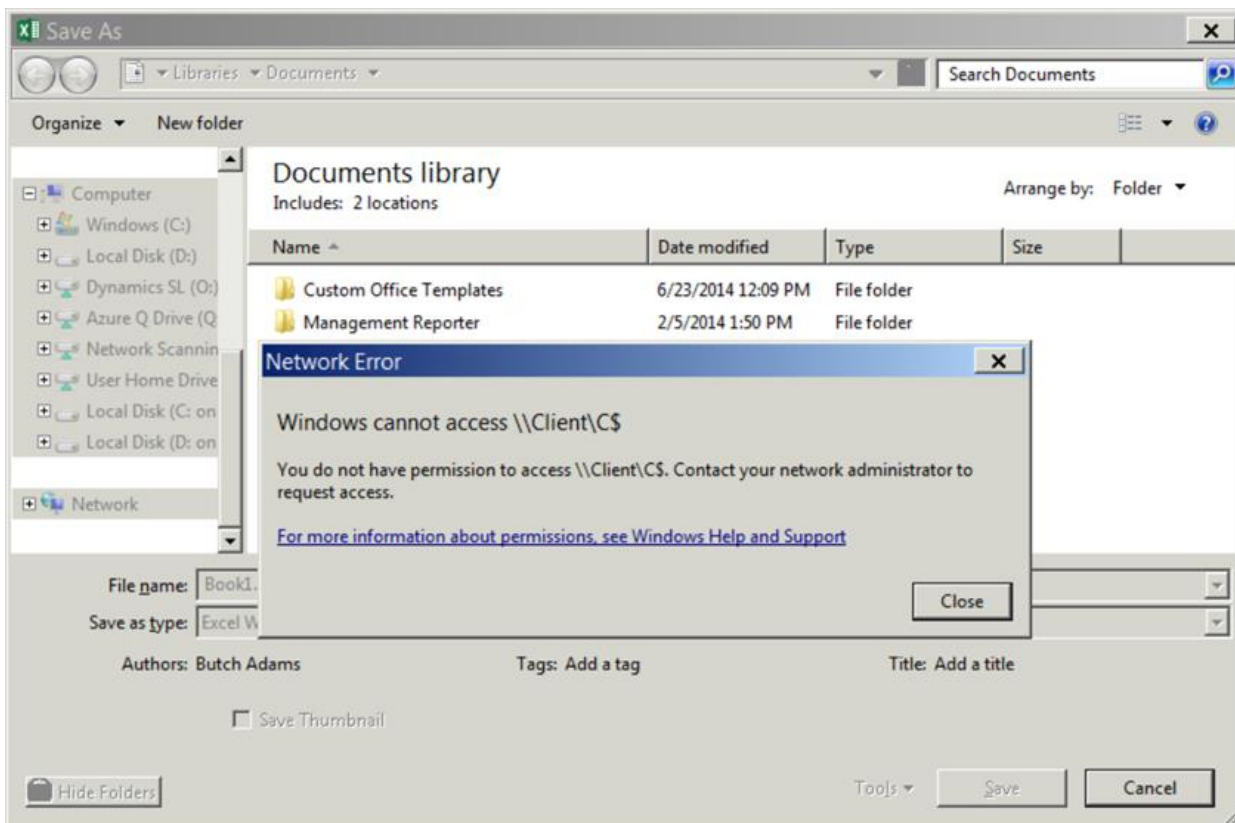 Save As
Libraries Documents
Search Documents
Organize New folder
Documents library
Includes: 2 locations
Arrange by: Folder
Computer
Windows (C:)
Local Disk (D:)
Dynamics SL (O:)
Azure Q Drive (Q
Network Scannin
User Home Drive
Local Disk (C: on
Local Disk (D: on
Network
Name Date modified Type Size
Custom Office Templates 6/23/2014 12:09 PM File folder
Management Reporter 2/5/2014 1:50 PM File folder
Network Error
Windows cannot access \\Client\C$
You do not have permission to access \\Client\C$. Contact your network administrator to
request access.
For more information about permissions, see Windows Help and Support
Close
File name: Book1.
Save as type: Excel W
Authors: Butch Adams Tags: Add a tag Title: Add a title
Save Thumbnail
Hide Folders Tools Save Cancel